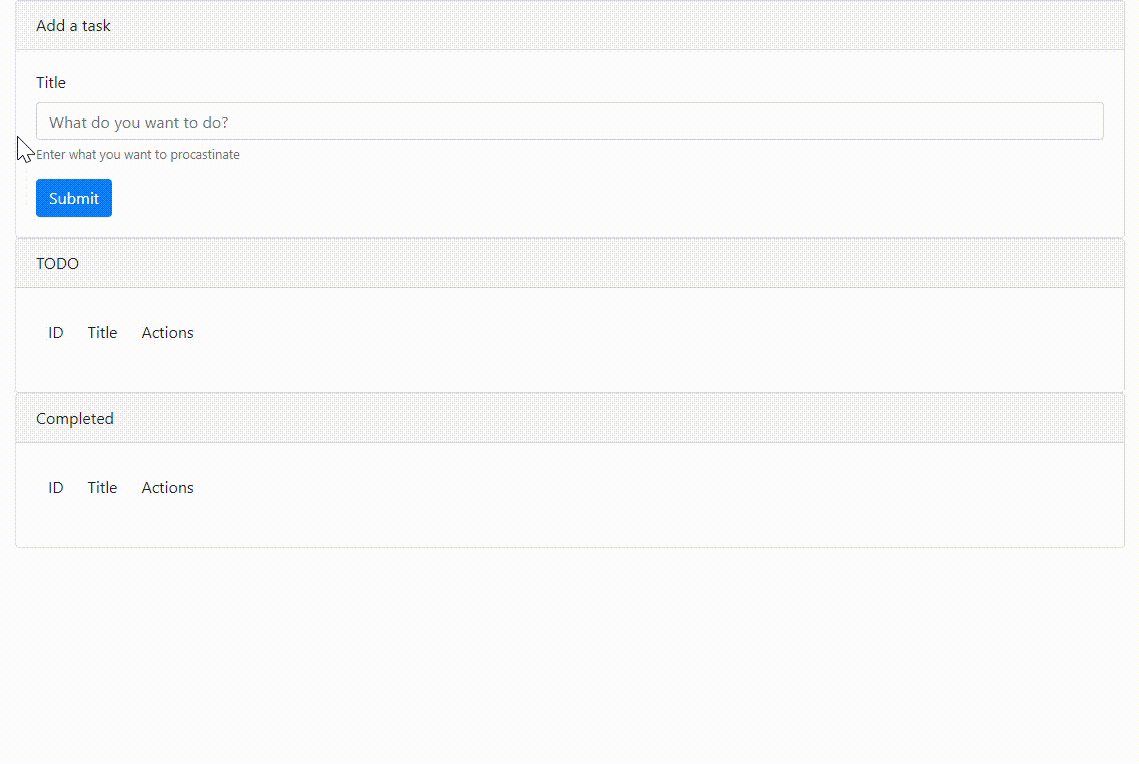 Add a task
Title
What do you want to do?
Enter what you want to procastinate
Submit
TODO
ID Title Actions
Completed
ID Title Actions